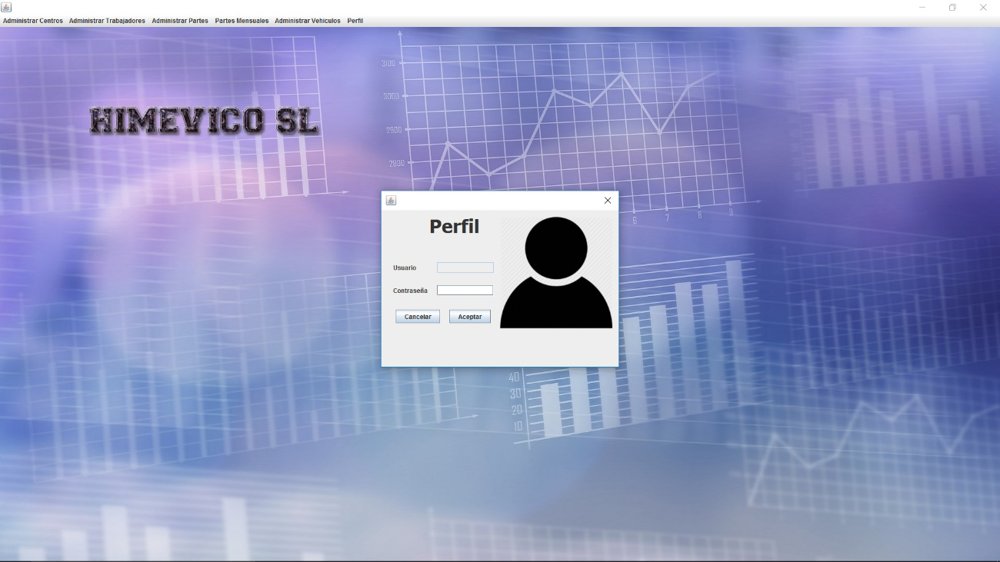 Administrar Centros Administrar Trabajadores Administrar Partes Partes Mensuales Administrar Vehiculos Perfil
HIMEVICO SL
3100
3000
2900
2800
6 7 8 9
Perfil
Usuario
Contraseña
Cancelar Aceptar
40
30
20
10